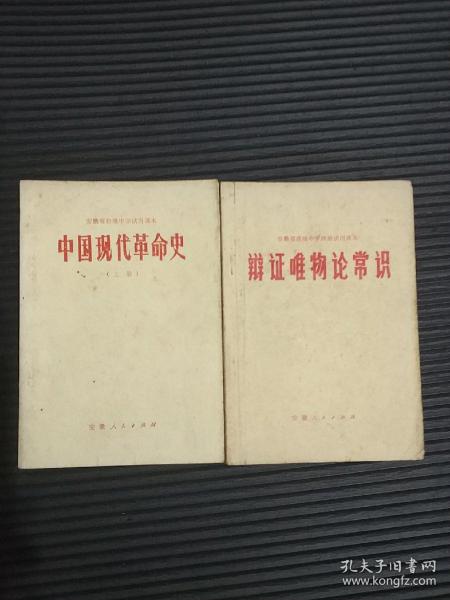 安徽省初级中学试用课本
中国现代革命史
(上册)
安徽人民出版社
安徽省高级中学政治试用课本
辩证唯物论常识
安徽人民出版社
孔夫子旧书网
www.kongfz.com